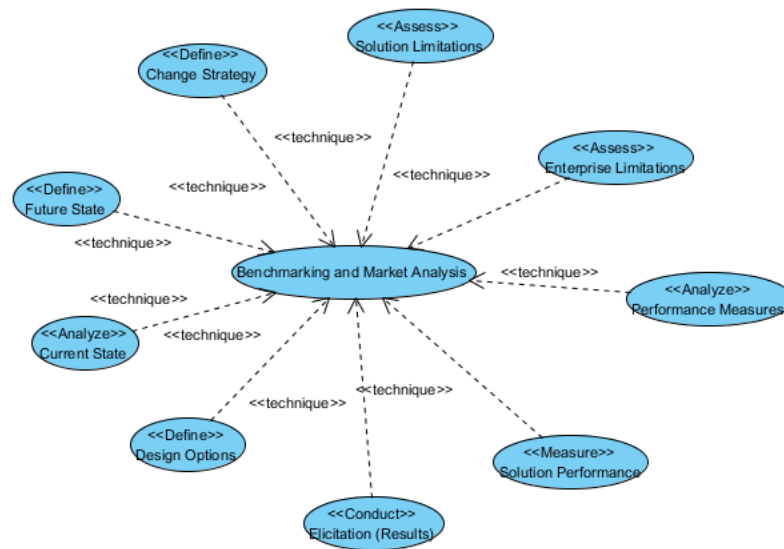 <<Assess>>
Solution Limitations
<<Define>>
Change Strategy
<<technique>>
<<Assess>>
Enterprise Limitations
<<technique>>
<<technique>>
<<Define>>
Future State
<<technique>>
Benchmarking and Market Analysis
<<technique>>
<<technique>>
<<Analyze>>
Performance Measures
<<Analyze>>
Current State
<<technique>>
<<technique>>
<<technique>>
<<technique>>
<<Define>>
Design Options
<<Measure>>
Solution Performance
<<Conduct>>
Elicitation (Results)